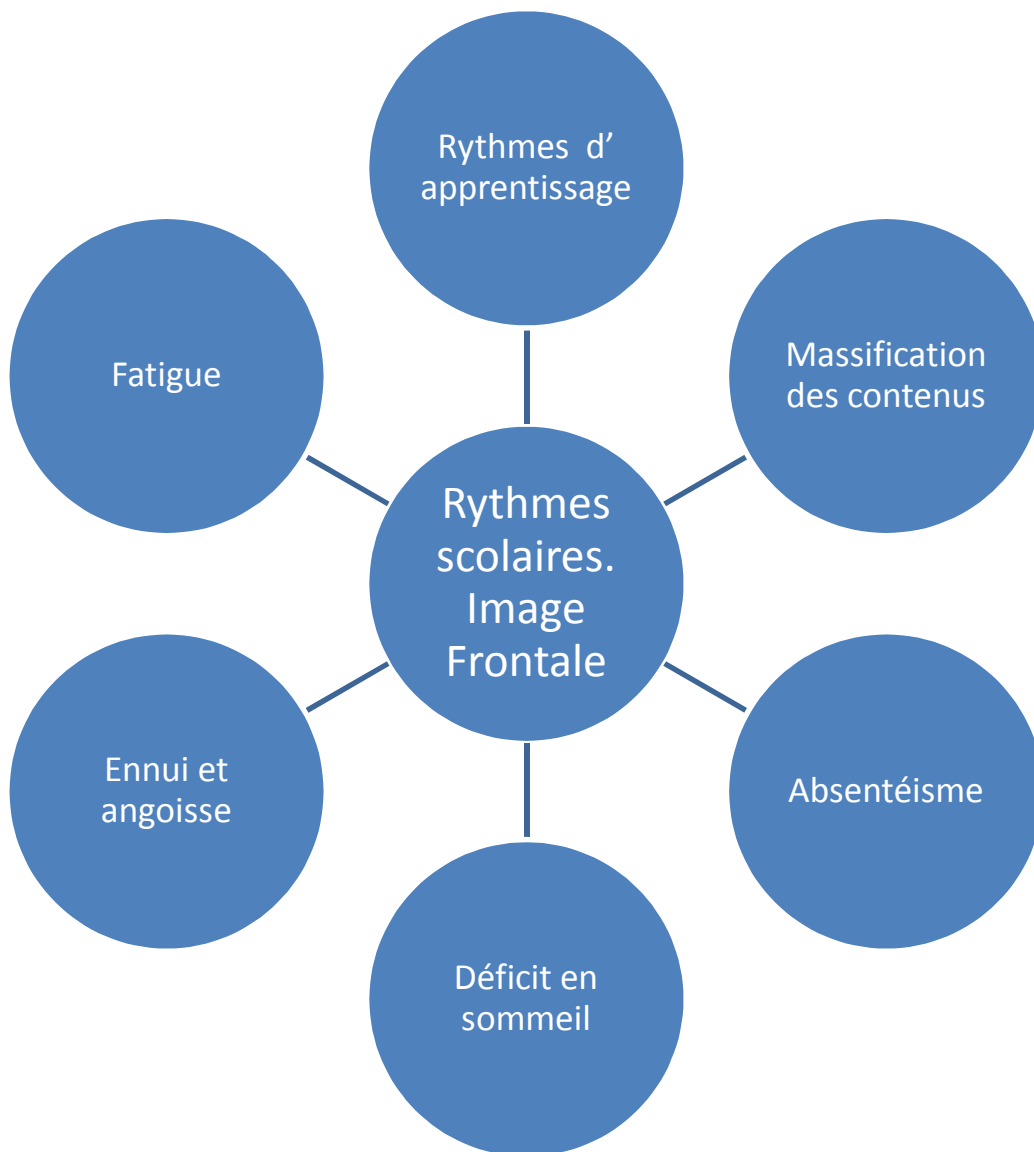 Rythmes d’
apprentissage
Massification
des contenus
Fatigue
Rythmes
scolaires.
Image
Frontale
Ennui et
angoisse
Absentéisme
Déficit en
sommeil